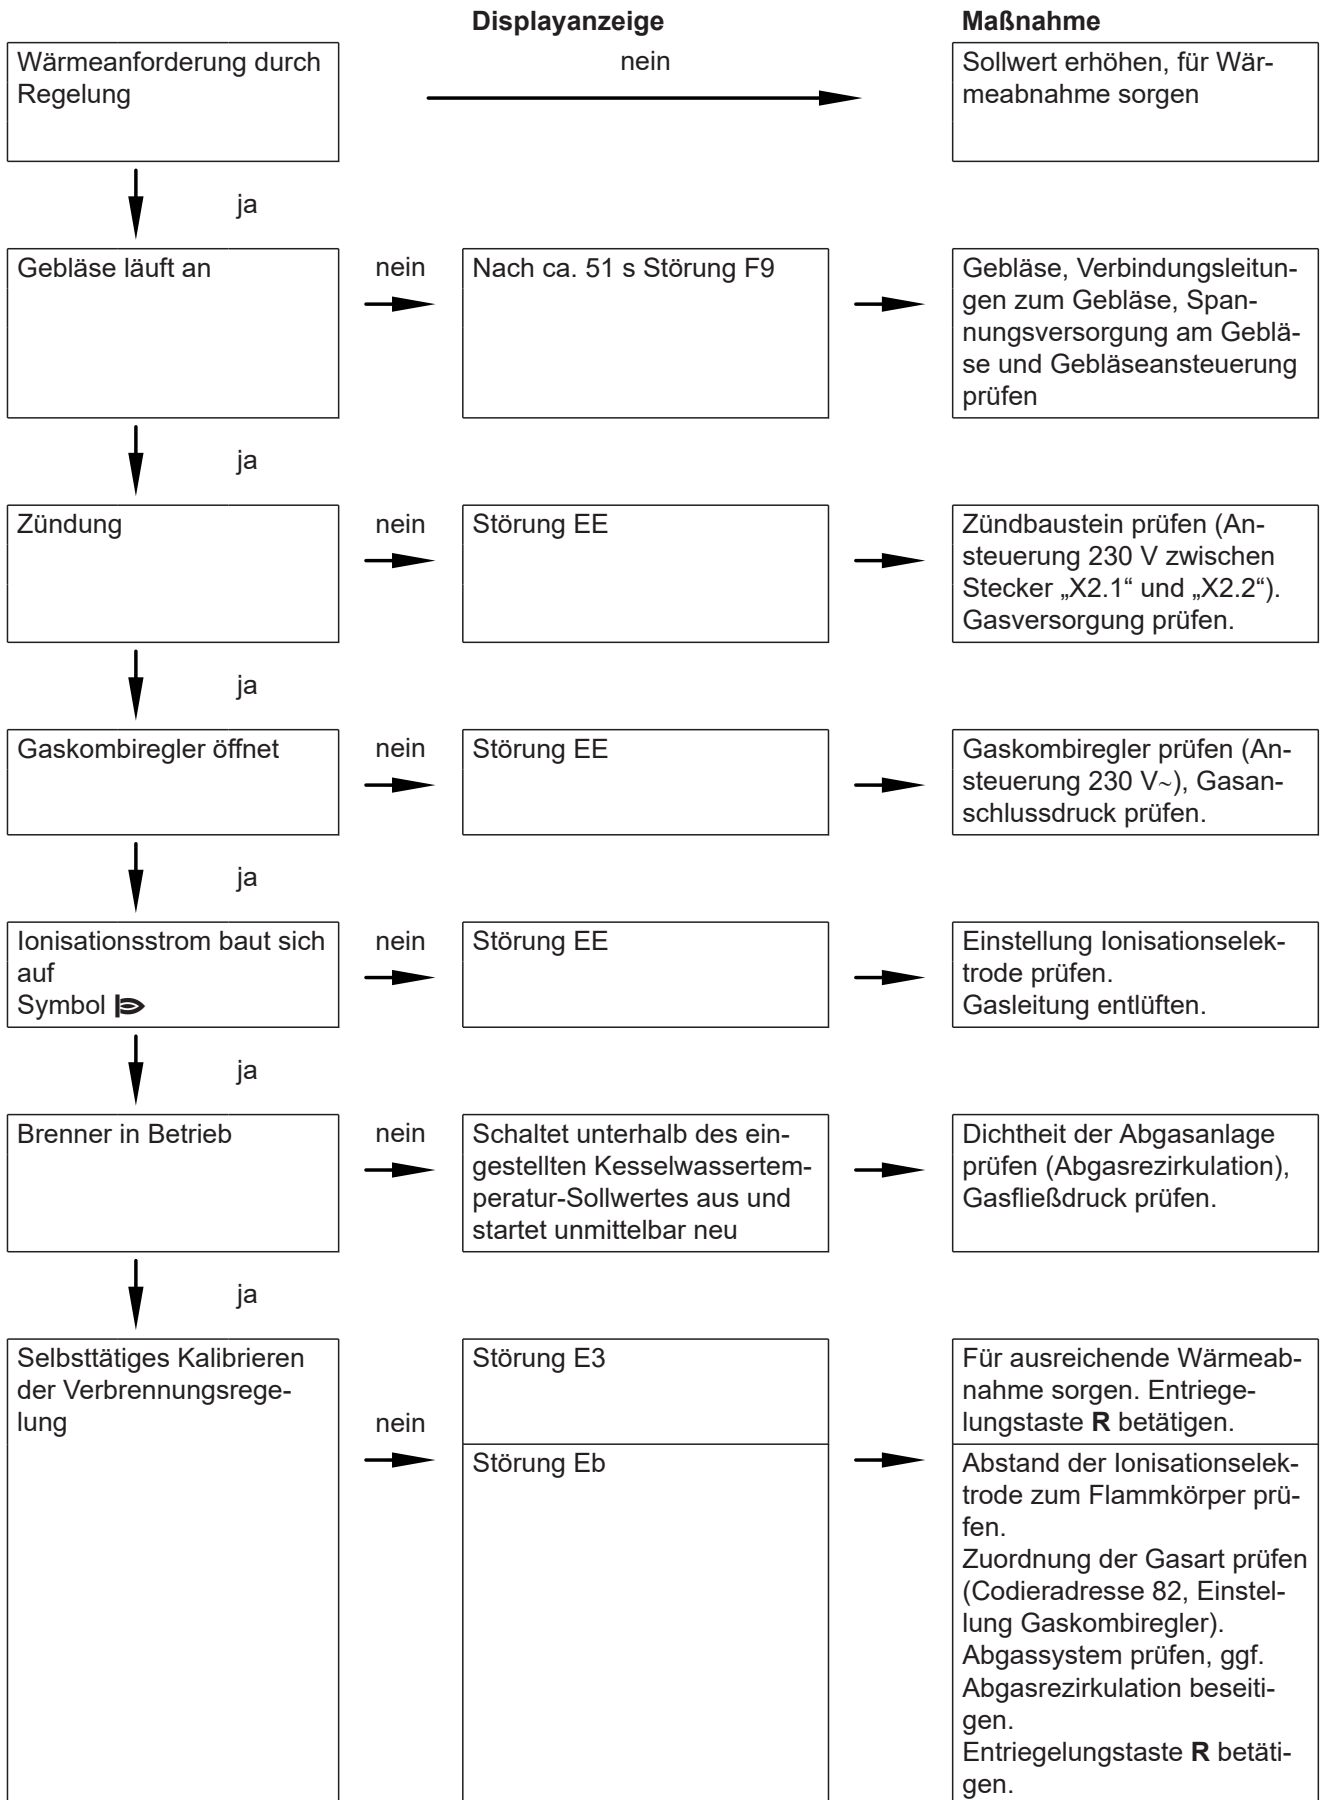 Displayanzeige
Maßnahme
Wärmeanforderung durch
Regelung
nein
Sollwert erhöhen, für Wär-
meabnahme sorgen
ja
Gebläse läuft an
nein
Nach ca. 51 s Störung F9
Gebläse, Verbindungsleitun-
gen zum Gebläse, Span-
nungsversorgung am Geblä-
se und Gebläseansteuerung
prüfen
ja
Zündung
nein
Störung EE
Zündbaustein prüfen (An-
steuerung 230 V zwischen
Stecker „X2.1“ und „X2.2“).
Gasversorgung prüfen.
ja
Gaskombiregler öffnet
nein
Störung EE
Gaskombiregler prüfen (An-
steuerung 230 V~), Gasan-
schlussdruck prüfen.
ja
Ionisationsstrom baut sich
auf
Symbol
nein
Störung EE
Einstellung Ionisationselek-
trode prüfen.
Gasleitung entlüften.
ja
Brenner in Betrieb
nein
Schaltet unterhalb des ein-
gestellten Kesselwassertem-
peratur-Sollwertes aus und
startet unmittelbar neu
Dichtheit der Abgasanlage
prüfen (Abgasrezirkulation),
Gasfließdruck prüfen.
ja
Selbsttätiges Kalibrieren
der Verbrennungsrege-
lung
nein
Störung E3
Für ausreichende Wärmeab-
nahme sorgen. Entriege-
lungstaste R betätigen.
Störung Eb
Abstand der Ionisationselek-
trode zum Flammkörper prü-
fen.
Zuordnung der Gasart prüfen
(Codieradresse 82, Einstel-
lung Gaskombiregler).
Abgassystem prüfen, ggf.
Abgasrezirkulation beseiti-
gen.
Entriegelungstaste R betäti-
gen.